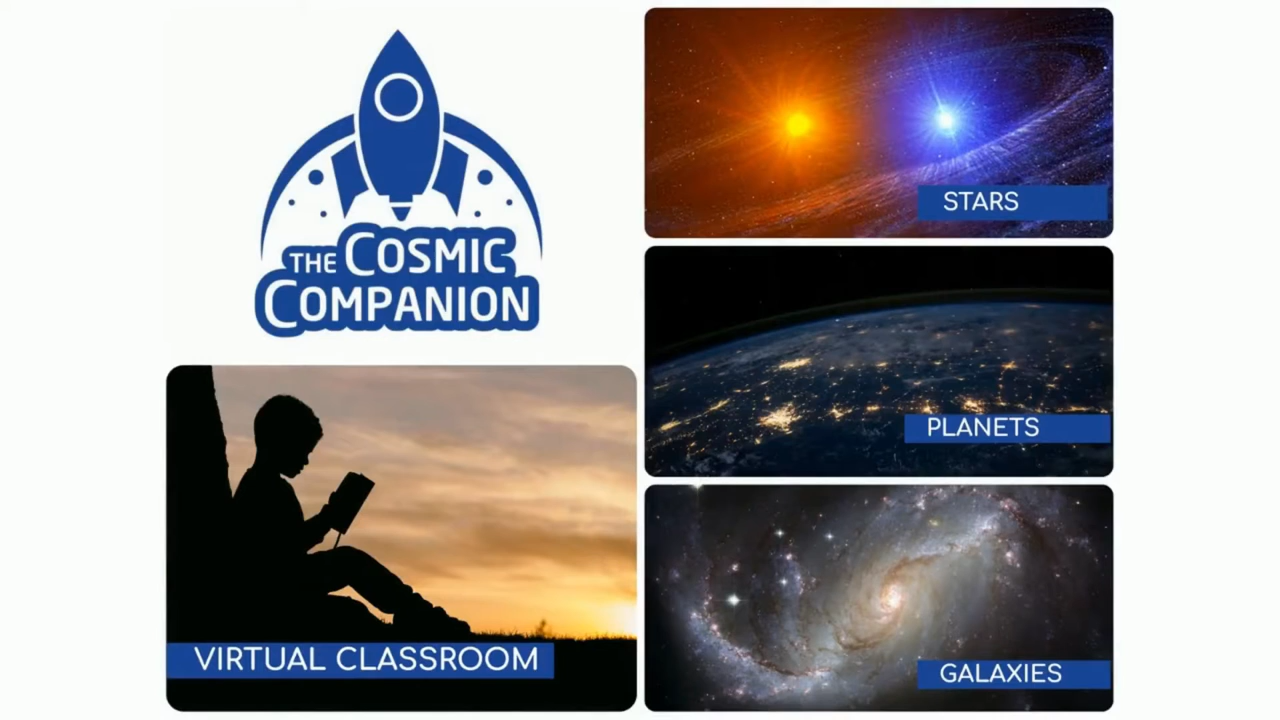 THE COSMIC
COMPANION
VIRTUAL CLASSROOM
STARS
PLANETS
GALAXIES